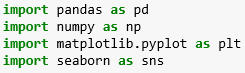 import pandas as pd
import numpy as np
import matplotlib.pyplot as plt
import seaborn as sns